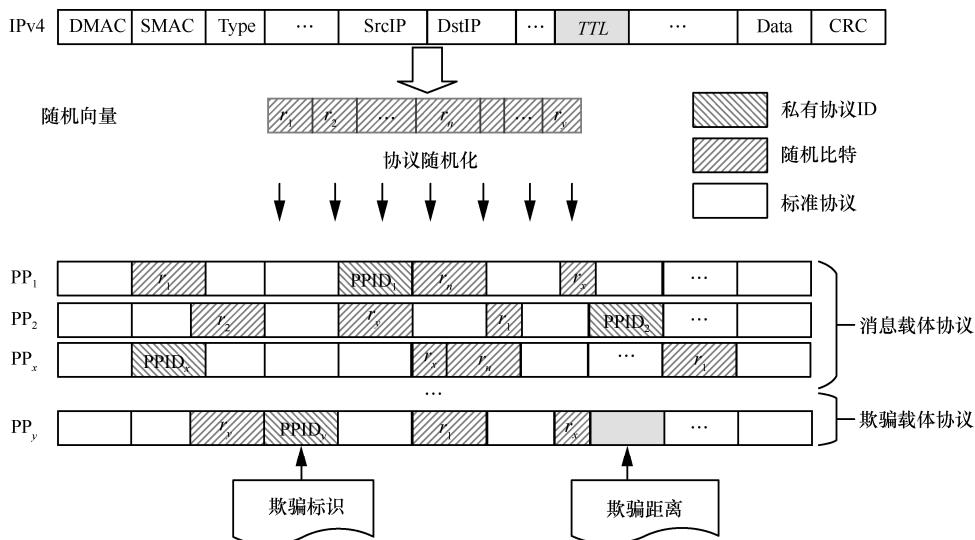 IPv4 DMAC SMAC Type … SrcIP DstIP … TTL … Data CRC
随机向量 r1 r2 … rn … ry
私有协议ID
随机比特
标准协议
协议随机化
PP1 r1 PPID1 rn rx …
PP2 r2 ry r1 PPID2 …
PPx PPIDx rx rn … r1
消息载体协议
…
PPy ry PPIDy r1 rx …
欺骗载体协议
欺骗标识 欺骗距离